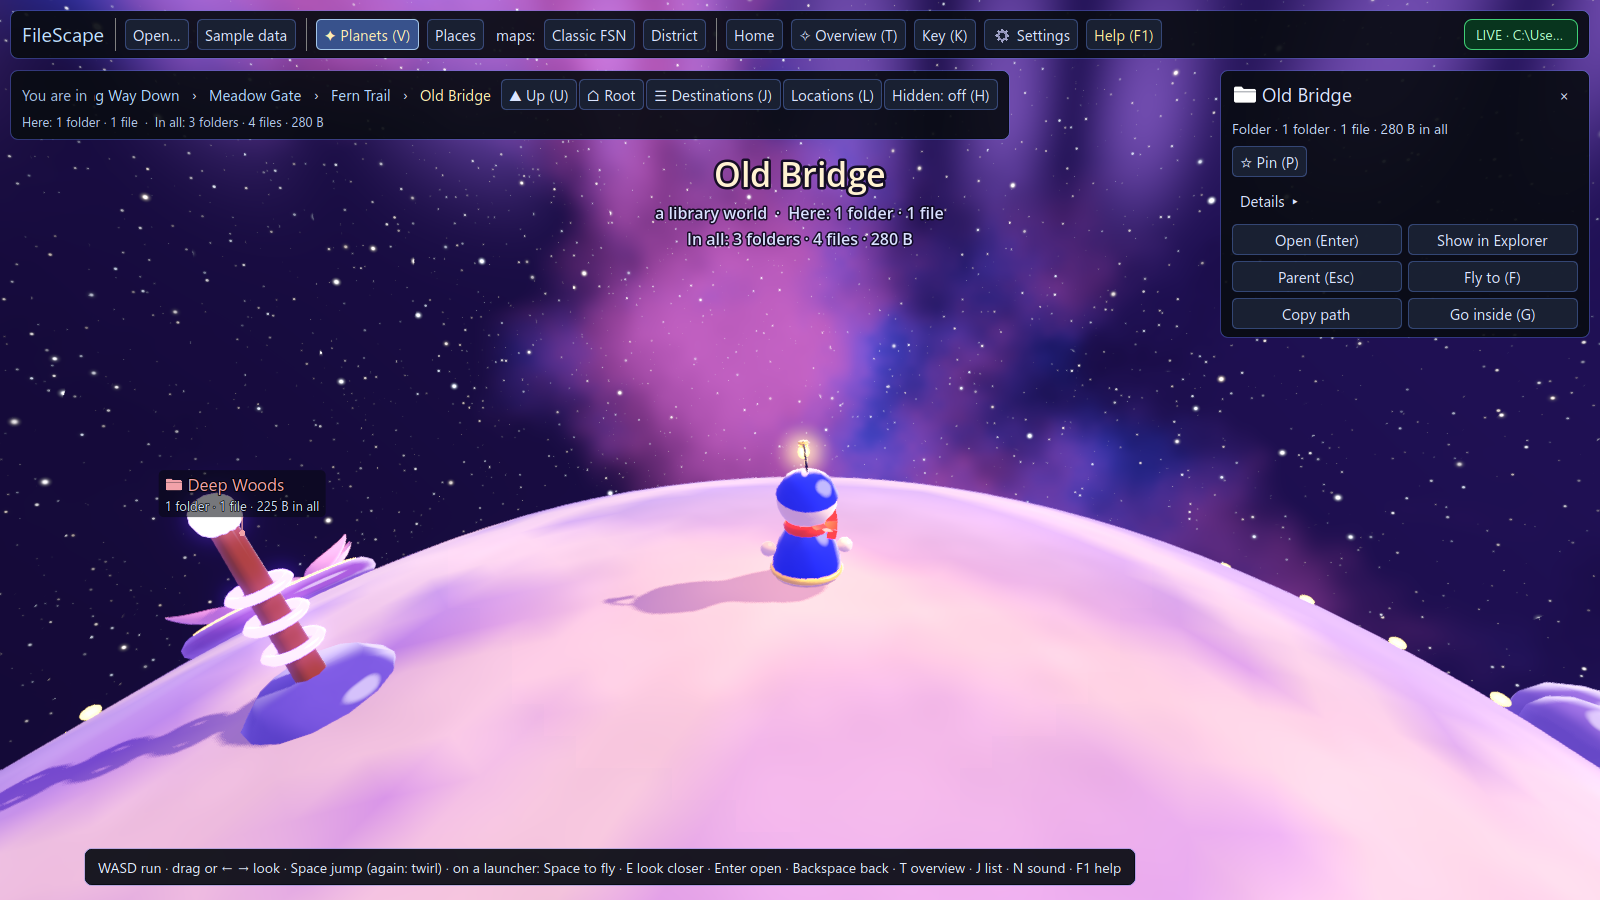 FileScape Open... Sample data ✦ Planets (V) Places maps: Classic FSN District Home ✧ Overview (T) Key (K) Settings Help (F1) LIVE · C:\Use...
You are in g Way Down › Meadow Gate › Fern Trail › Old Bridge ▲ Up (U) Root ☰ Destinations (J) Locations (L) Hidden: off (H)
Here: 1 folder · 1 file · In all: 3 folders · 4 files · 280 B
Old Bridge ×
Folder · 1 folder · 1 file · 280 B in all
☆ Pin (P)
Details ▸
Open (Enter) Show in Explorer
Parent (Esc) Fly to (F)
Copy path Go inside (G)
Old Bridge
a library world · Here: 1 folder · 1 file
In all: 3 folders · 4 files · 280 B
Deep Woods
1 folder · 1 file · 225 B in all
WASD run · drag or ← → look · Space jump (again: twirl) · on a launcher: Space to fly · E look closer · Enter open · Backspace back · T overview · J list · N sound · F1 help